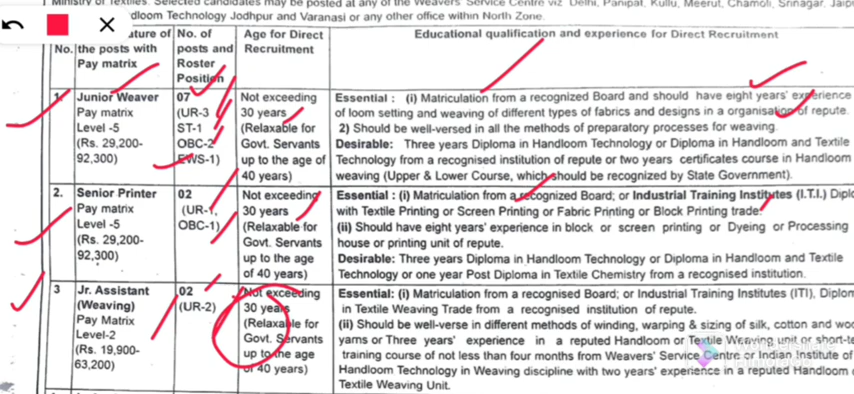 Ministry of Textiles. Selected candidates may be posted at any of the Weavers' Service Centre viz Delhi, Panipat, Kullu, Meerut, Chamoli, Srinagar,
dloom Technology Jodhpur and Varanasi or any other office within North Zone.
No. ature of the posts with Pay matrix
No. of posts and Roster Position
Age for Direct Recruitment
Educational qualification and experience for Direct Recruitment
1. Junior Weaver
Pay matrix
Level -5
(Rs. 29,200-
92,300)
07
(UR-3
ST-1
OBC-2
EWS-1)
Not exceeding
30 years
(Relaxable for
Govt. Servants
up to the age of
40 years)
Essential : (i) Matriculation from a recognized Board and should have eight years' experience
of loom setting and weaving of different types of fabrics and designs in a organisation of repute.
2) Should be well-versed in all the methods of preparatory processes for weaving.
Desirable: Three years Diploma in Handloom Technology or Diploma in Handloom and Textile
Technology from a recognised institution of repute or two years certificates course in Handloom
weaving (Upper & Lower Course, which should be recognized by State Government).
2. Senior Printer
Pay matrix
Level -5
(Rs. 29,200-
92,300)
02
(UR-1,
OBC-1)
Not exceeding
30 years
(Relaxable for
Govt. Servants
up to the age
of 40 years)
Essential : (i) Matriculation from a recognized Board; or Industrial Training Institutes (I.T.I.)
with Textile Printing or Screen Printing or Fabric Printing or Block Printing trade.
(ii) Should have eight years' experience in block or screen printing or Dyeing or Processing
house or printing unit of repute.
Desirable: Three years Diploma in Handloom Technology or Diploma in Handloom and Textile
Technology or one year Post Diploma in Textile Chemistry from a recognised institution.
3 Jr. Assistant
(Weaving)
Pay Matrix
Level-2
(Rs. 19,900-
63,200)
02
(UR-2)
Not exceeding
30 years
(Relaxable for
Govt. Servants
up to the age
of 40 years)
Essential: (i) Matriculation from a recognised Board; or Industrial Training Institutes (ITI),
in Textile Weaving Trade from a recognised institution of repute.
(ii) Should be well-verse in different methods of winding, warping & sizing of silk, cotton and
yarns or Three years' experience in a reputed Handloom or Textile Weaving unit or
training course of not less than four months from Weavers' Service Centre or Indian Institute of
Handloom Technology in Weaving discipline with two years' experience in a reputed Handloom
Textile Weaving Unit.